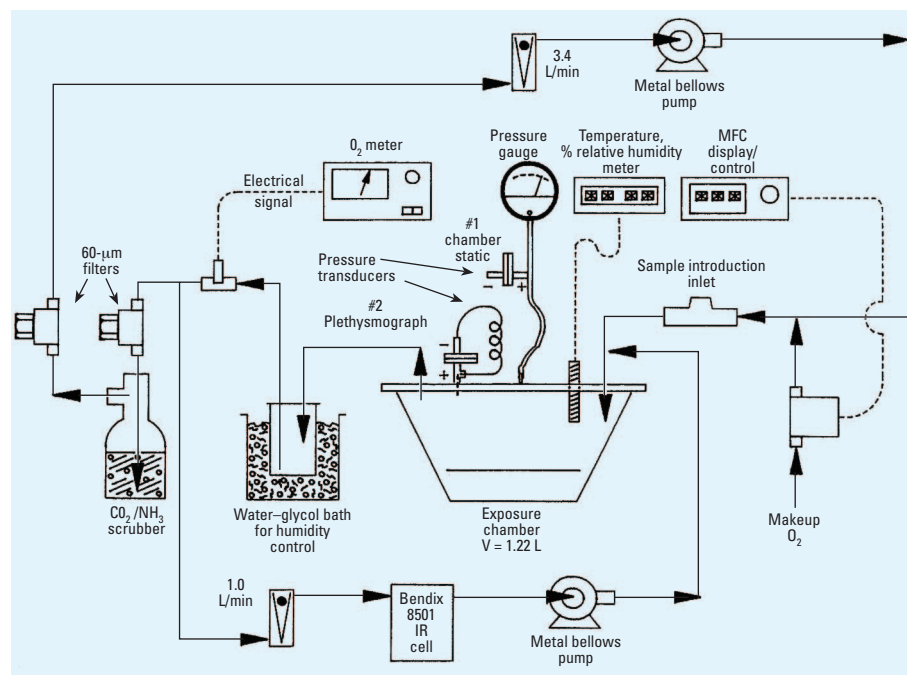 3.4
L/min
Metal bellows
pump
O2 meter
Electrical
signal
Pressure
gauge
Temperature,
% relative humidity
meter
MFC
display/
control
#1
chamber
static
60-μm
filters
Pressure
transducers
- +
Sample introduction
inlet
#2
Plethysmograph
-
+
CO2/NH3
scrubber
Water–glycol bath
for humidity
control
Exposure
chamber
V = 1.22 L
Makeup
O2
1.0
L/min
Bendix
8501
IR
cell
Metal bellows
pump